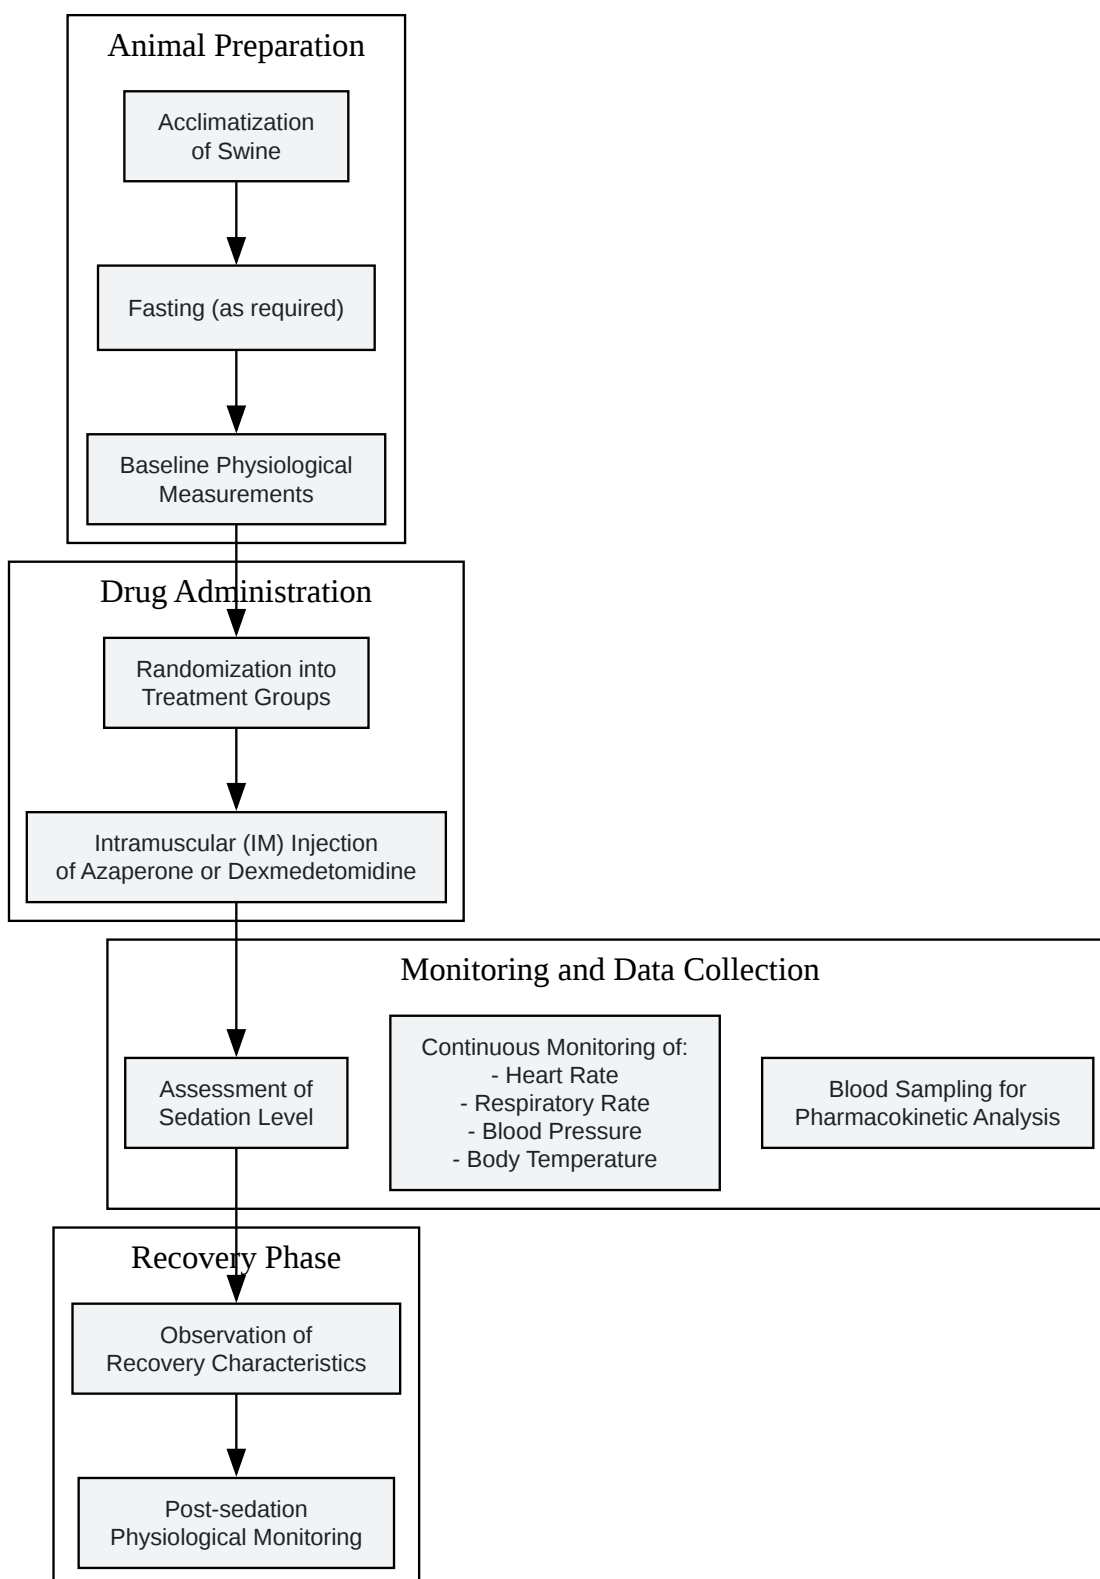 Animal Preparation
Acclimatization
of Swine
Fasting (as required)
Baseline Physiological
Measurements
Drug Administration
Randomization into
Treatment Groups
Intramuscular (IM) Injection
of Azaperone or Dexmedetomidine
Monitoring and Data Collection
Assessment of
Sedation Level
Continuous Monitoring of:
- Heart Rate
- Respiratory Rate
- Blood Pressure
- Body Temperature
Blood Sampling for
Pharmacokinetic Analysis
Recovery Phase
Observation of
Recovery Characteristics
Post-sedation
Physiological Monitoring